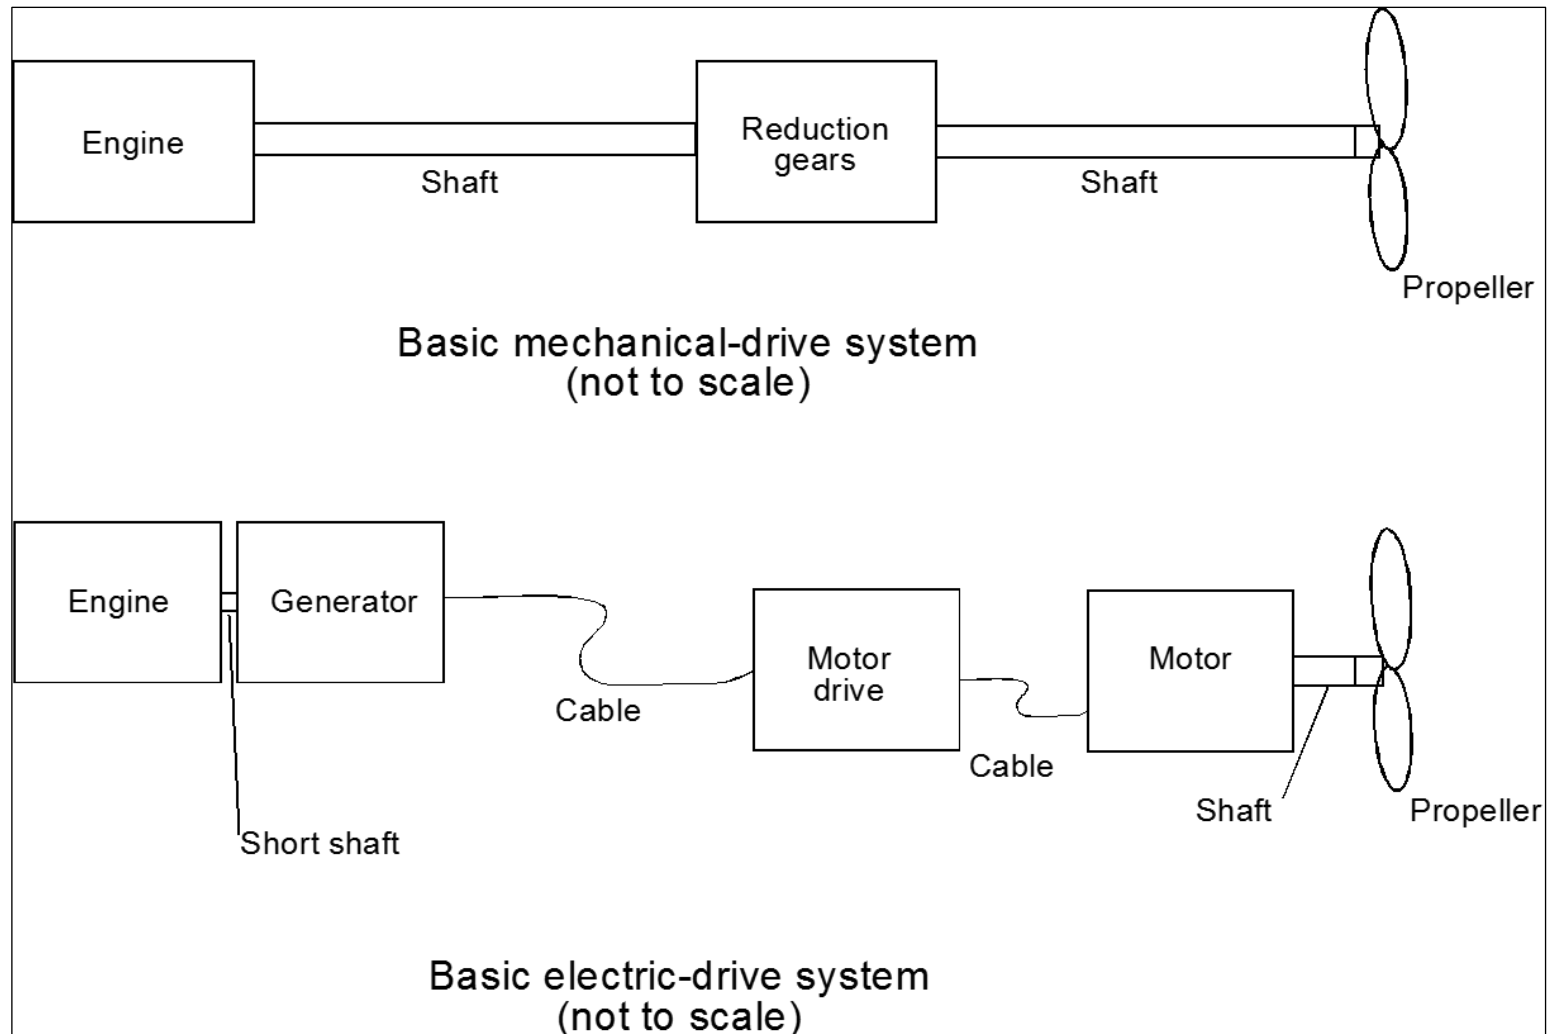 Engine
Shaft
Reduction
gears
Shaft
Propeller
Basic mechanical-drive system
(not to scale)
Engine
Generator
Short shaft
Cable
Motor
drive
Cable
Motor
Shaft
Propeller
Basic electric-drive system
(not to scale)